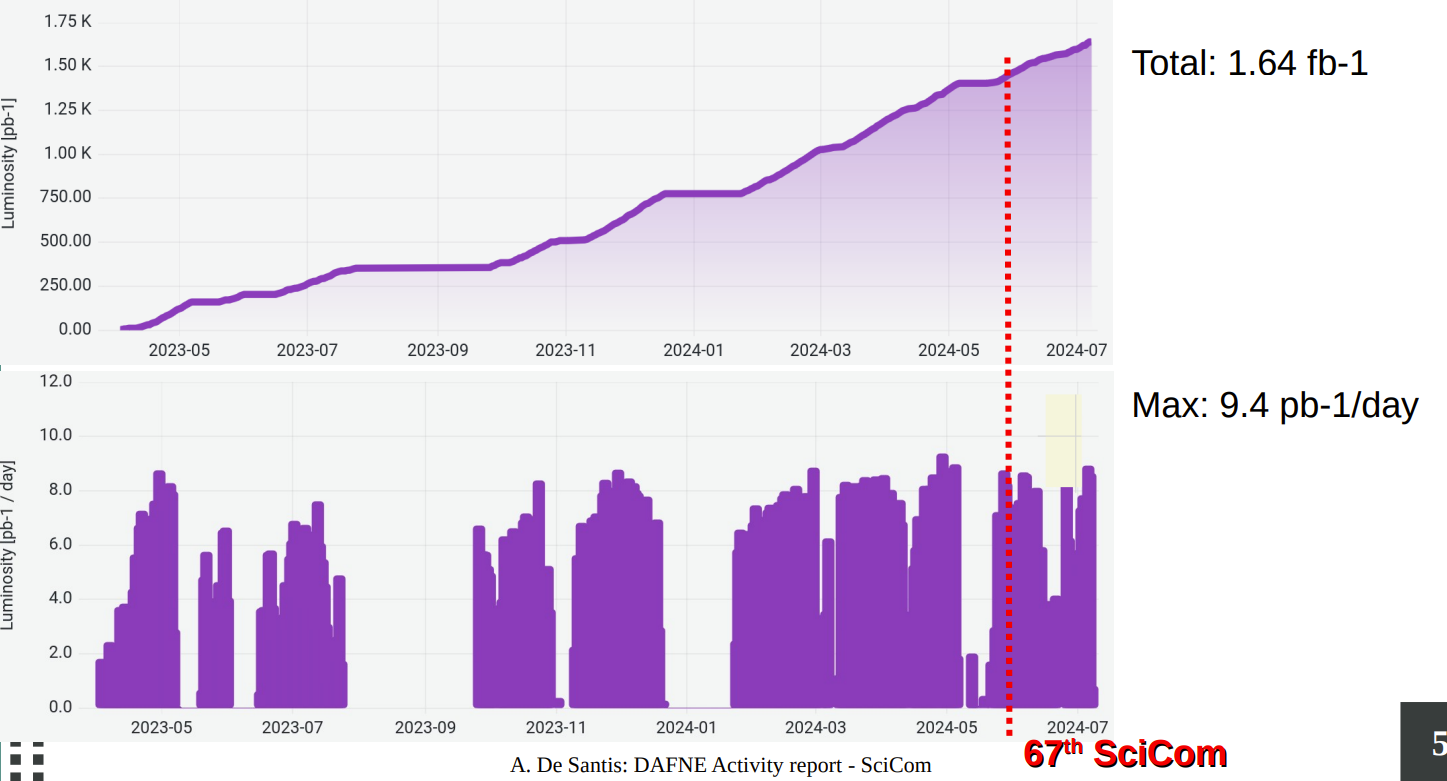 1.75 K
1.50 K
1.25 K
1.00 K
750.00
500.00
250.00
0.00
Luminosity [pb-1]
2023-05 2023-07 2023-09 2023-11 2024-01 2024-03 2024-05 2024-07
Total: 1.64 fb-1
12.0
10.0
8.0
6.0
4.0
2.0
0.0
Luminosity [pb-1 / day]
2023-05 2023-07 2023-09 2023-11 2024-01 2024-03 2024-05 2024-07
Max: 9.4 pb-1/day
67th SciCom
A. De Santis: DAFNE Activity report - SciCom
5